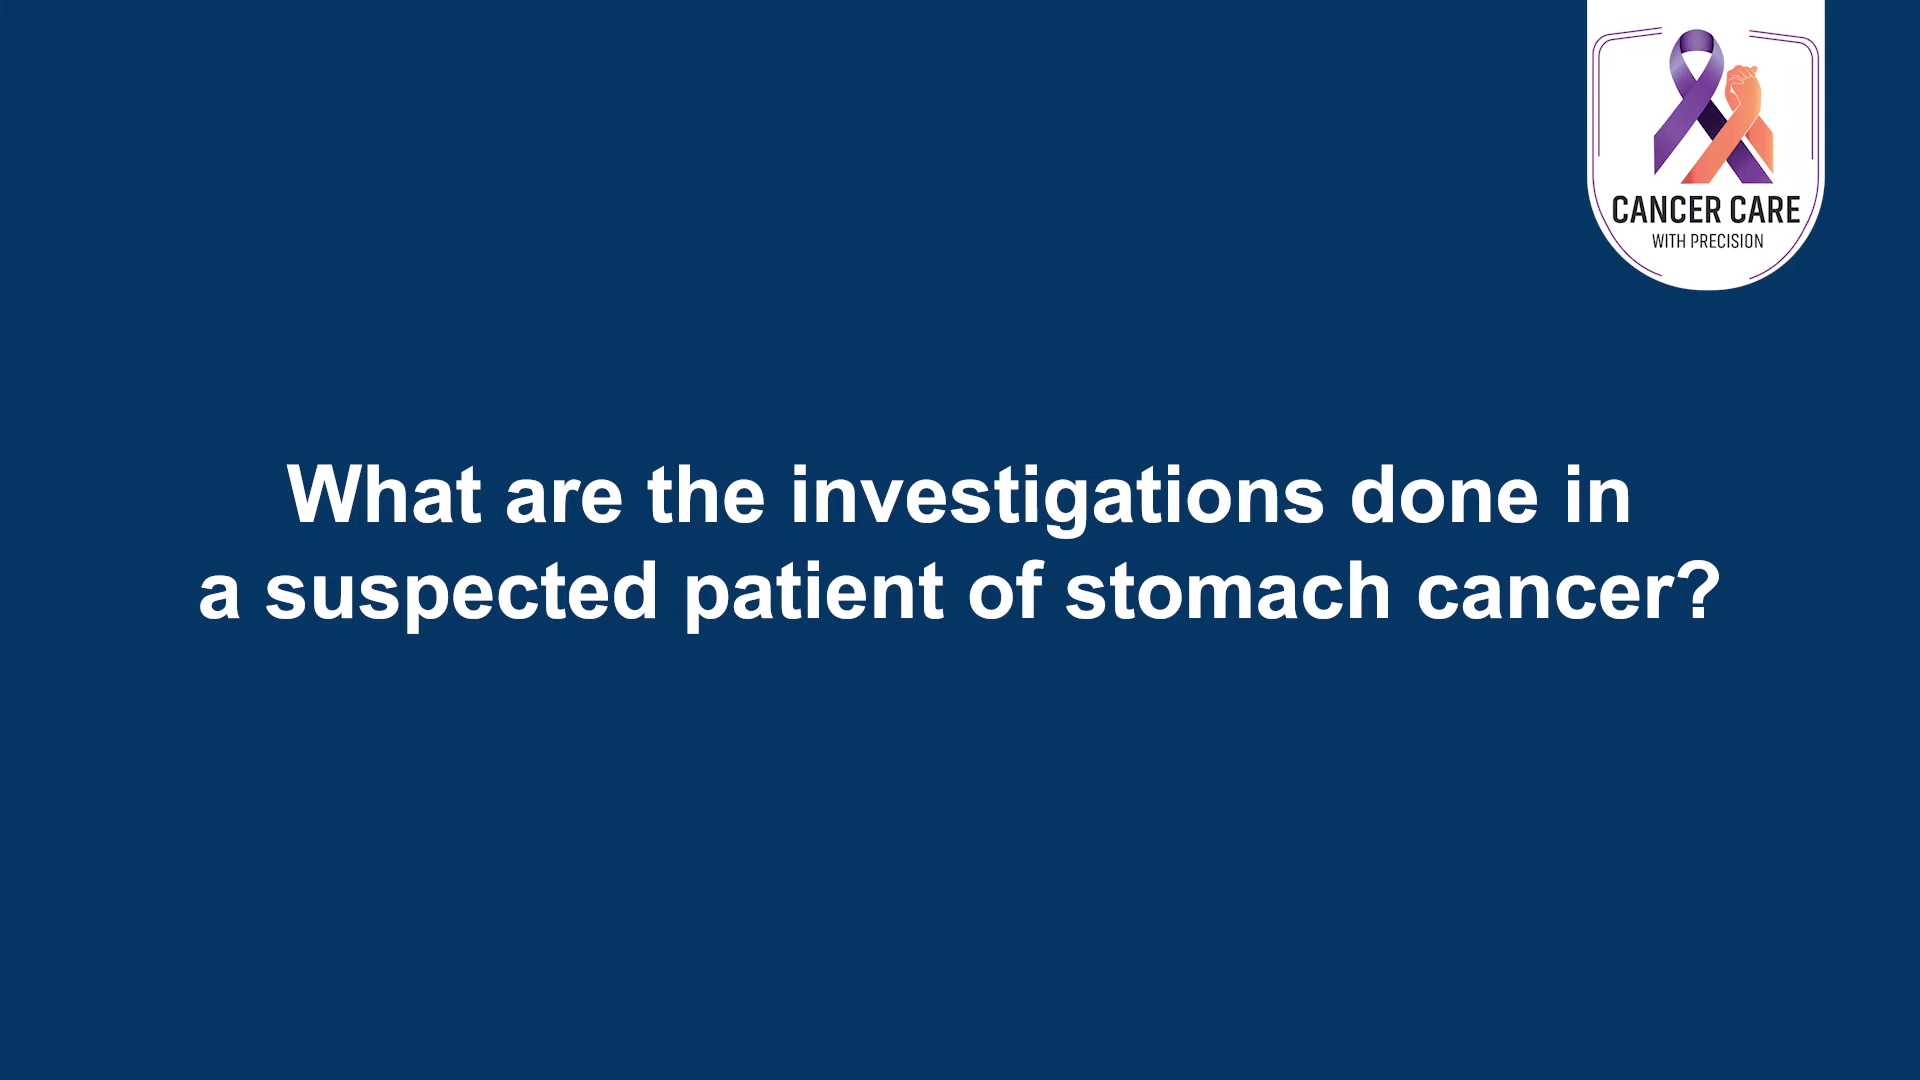 CANCER CARE
WITH PRECISION
What are the investigations done in
a suspected patient of stomach cancer?